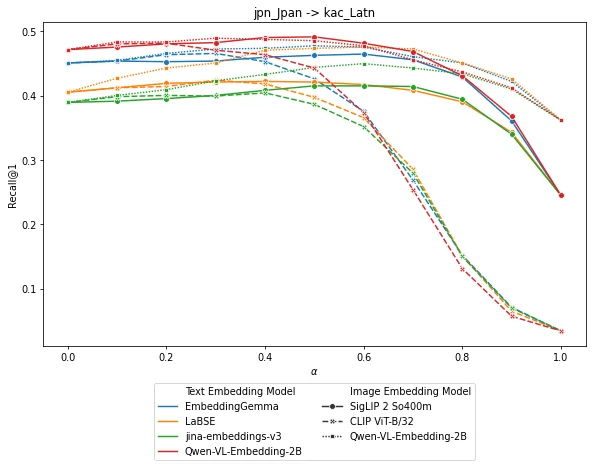 jpn_Jpan -> kac_Latn
0.5
0.4
0.3
0.2
0.1
Recall@1
0.0 0.2 0.4 0.6 0.8 1.0
α
Text Embedding Model Image Embedding Model
EmbeddingGemma SigLIP 2 So400m
LaBSE CLIP ViT-B/32
jina-embeddings-v3 Qwen-VL-Embedding-2B
Qwen-VL-Embedding-2B